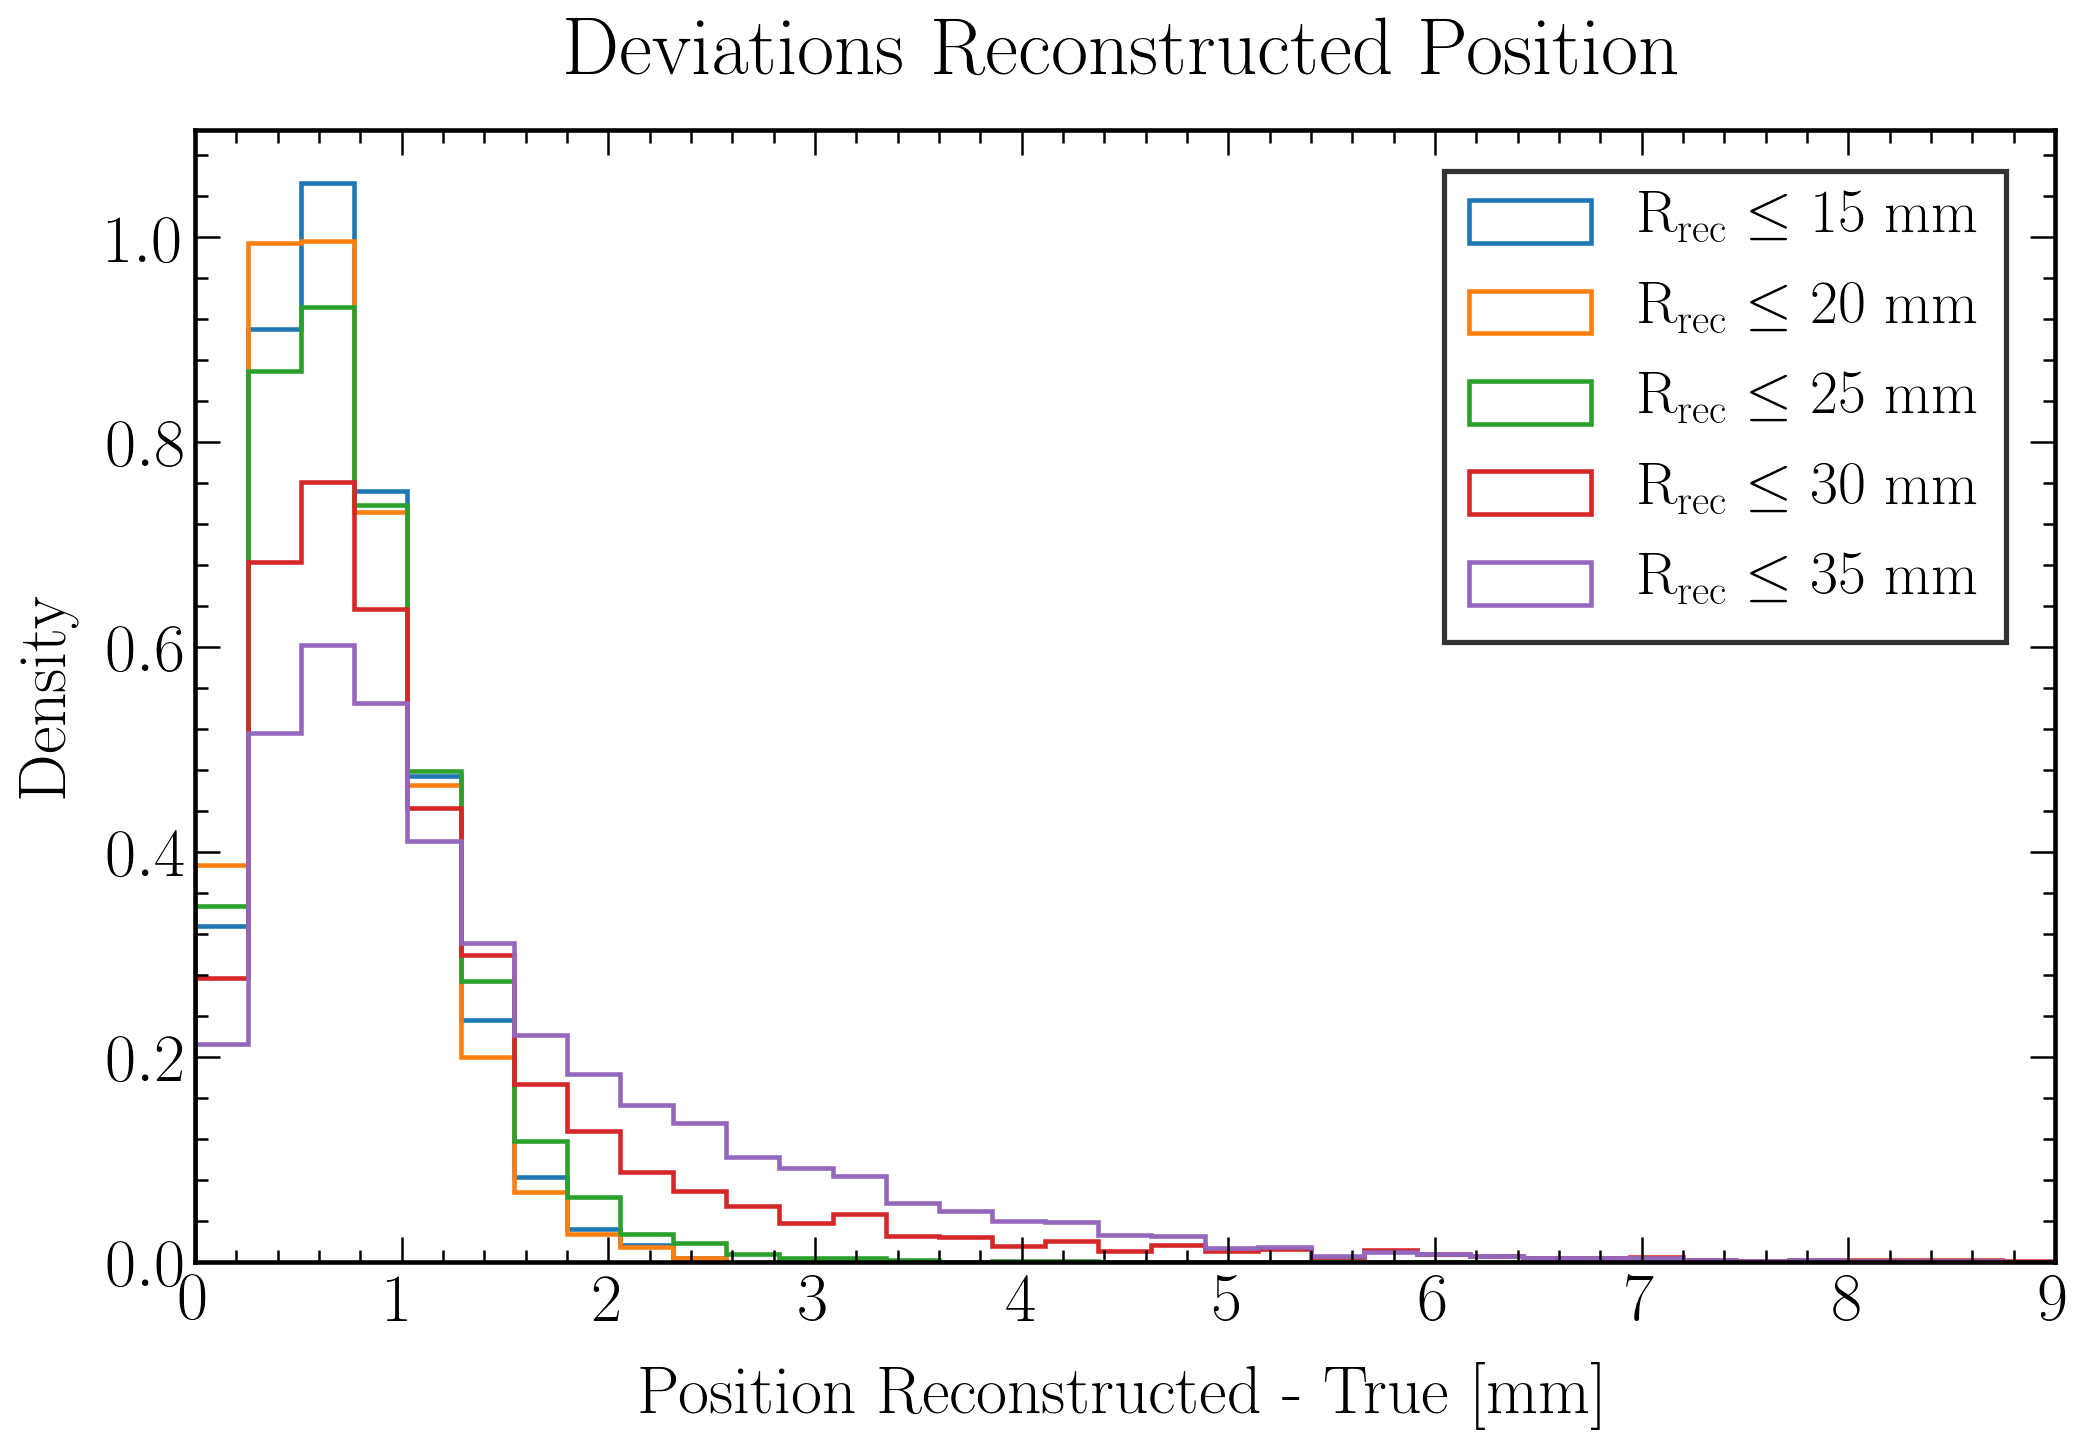 Deviations Reconstructed Position
R_rec ≤ 15 mm
R_rec ≤ 20 mm
R_rec ≤ 25 mm
R_rec ≤ 30 mm
R_rec ≤ 35 mm
Density
1.0
0.8
0.6
0.4
0.2
0.0
0 1 2 3 4 5 6 7 8 9
Position Reconstructed - True [mm]